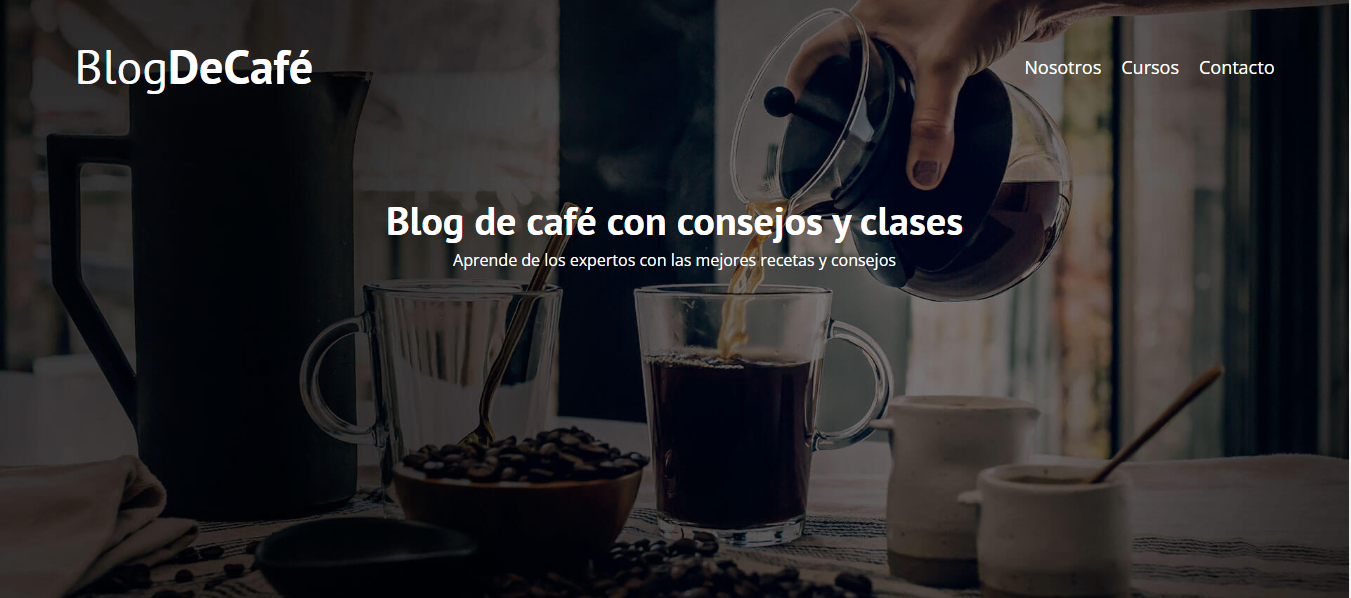 BlogDeCafé
Nosotros Cursos Contacto
Blog de café con consejos y clases
Aprende de los expertos con las mejores recetas y consejos